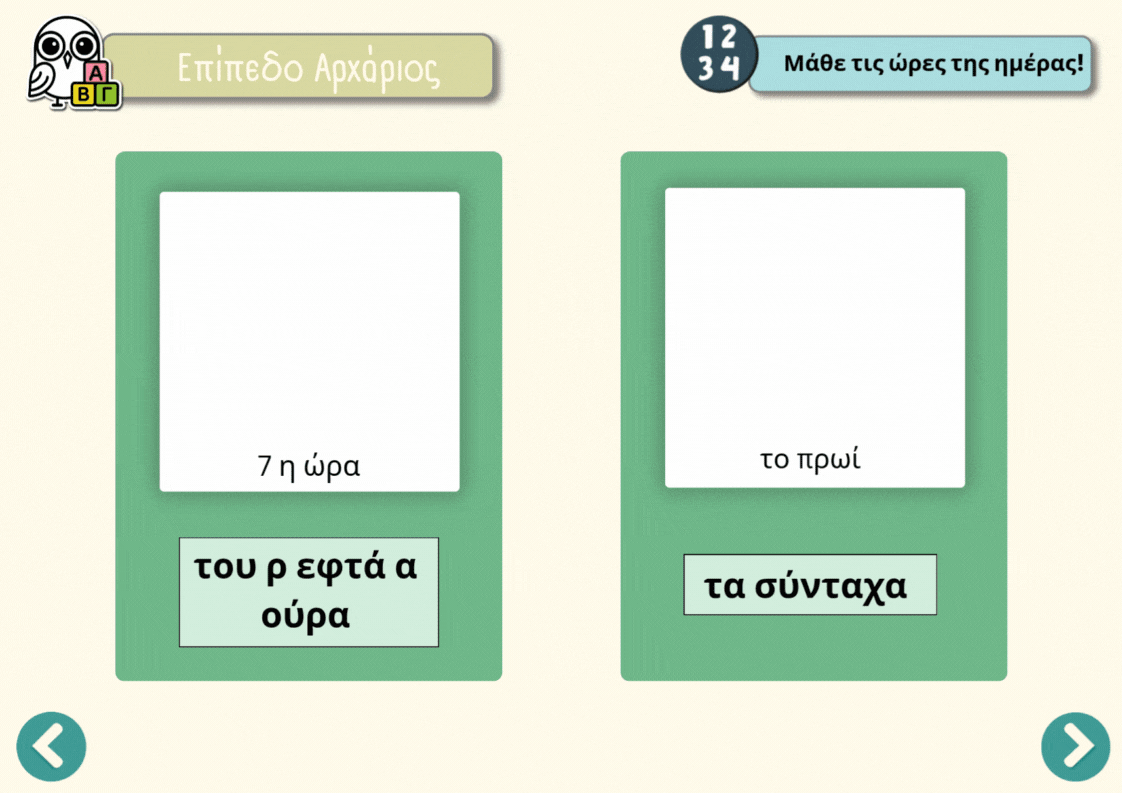 Επίπεδο Αρχάριος
1 2
3 4
Μάθε τις ώρες της ημέρας!
Α
Β Γ
7 η ώρα
του ρ εφτά α
ούρα
το πρωί
τα σύνταχα